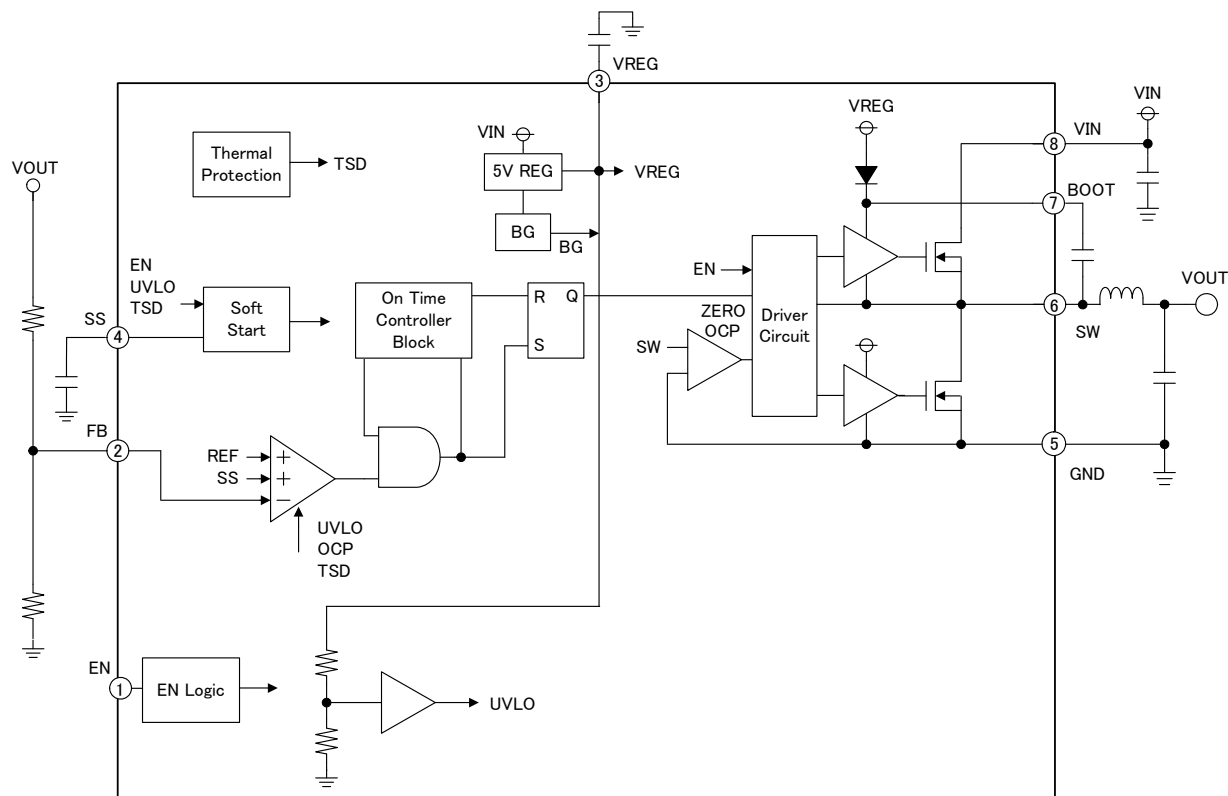 3
VREG
VOUT
Thermal
Protection
TSD
VIN
5V REG
VREG
BG
BG
VREG
VIN
8
VIN
7
BOOT
EN
UVLO
TSD
SS
4
Soft
Start
On Time
Controller
Block
R
Q
S
EN
ZERO
OCP
SW
Driver
Circuit
6
SW
VOUT
FB
2
REF
SS
+
+
−
UVLO
OCP
TSD
5
GND
EN
1
EN Logic
UVLO